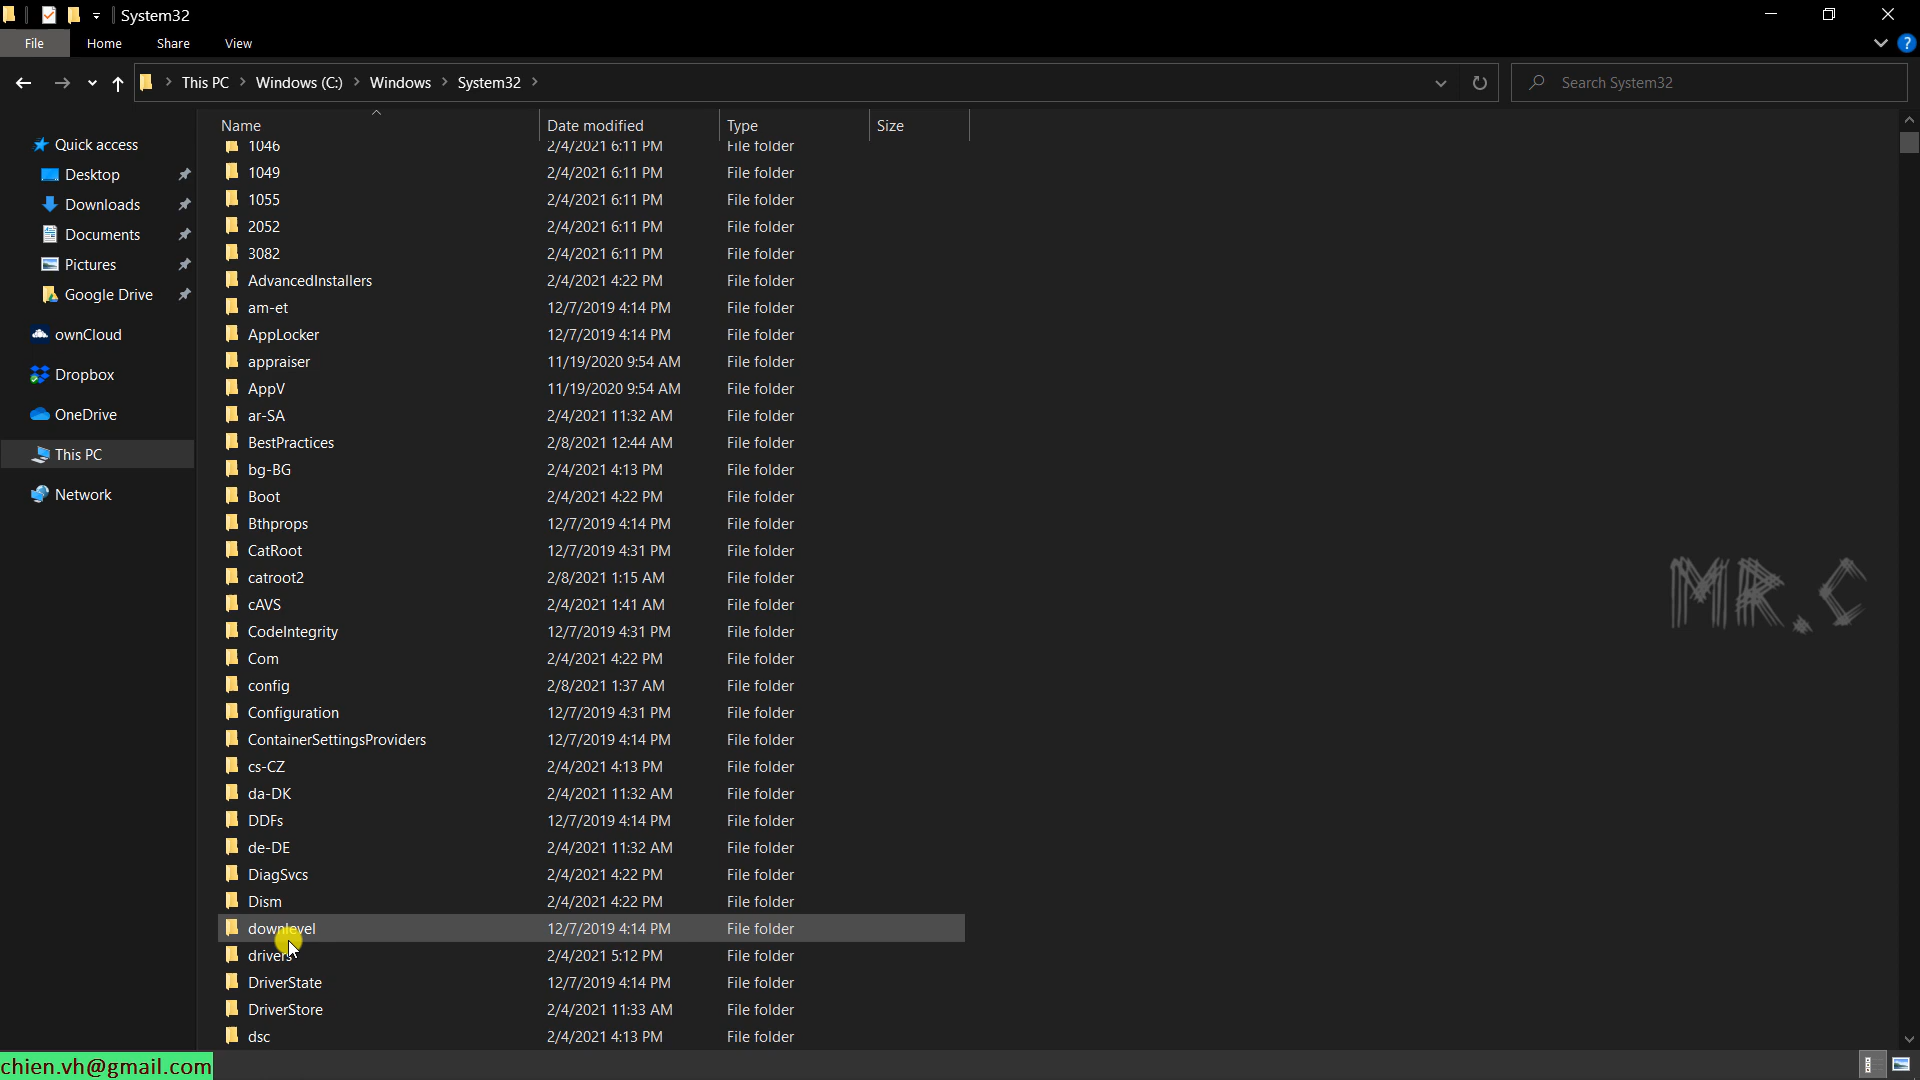 System32
File Home Share View
This PC Windows (C:) Windows System32 Search System32
Name Date modified Type Size
Quick access
Desktop
Downloads
Documents
Pictures
Google Drive
ownCloud
Dropbox
OneDrive
This PC
Network
1046 2/4/2021 6:11 PM File folder
1049 2/4/2021 6:11 PM File folder
1055 2/4/2021 6:11 PM File folder
2052 2/4/2021 6:11 PM File folder
3082 2/4/2021 6:11 PM File folder
AdvancedInstallers 2/4/2021 4:22 PM File folder
am-et 12/7/2019 4:14 PM File folder
AppLocker 12/7/2019 4:14 PM File folder
appraiser 11/19/2020 9:54 AM File folder
AppV 11/19/2020 9:54 AM File folder
ar-SA 2/4/2021 11:32 AM File folder
BestPractices 2/8/2021 12:44 AM File folder
bg-BG 2/4/2021 4:13 PM File folder
Boot 2/4/2021 4:22 PM File folder
Bthprops 12/7/2019 4:14 PM File folder
CatRoot 12/7/2019 4:31 PM File folder
catroot2 2/8/2021 1:15 AM File folder
cAVS 2/4/2021 1:41 AM File folder
CodeIntegrity 12/7/2019 4:31 PM File folder
Com 2/4/2021 4:22 PM File folder
config 2/8/2021 1:37 AM File folder
Configuration 12/7/2019 4:31 PM File folder
ContainerSettingsProviders 12/7/2019 4:14 PM File folder
cs-CZ 2/4/2021 4:13 PM File folder
da-DK 2/4/2021 11:32 AM File folder
DDFs 12/7/2019 4:14 PM File folder
de-DE 2/4/2021 11:32 AM File folder
DiagSvcs 2/4/2021 4:22 PM File folder
Dism 2/4/2021 4:22 PM File folder
downlevel 12/7/2019 4:14 PM File folder
drivers 2/4/2021 5:12 PM File folder
DriverState 12/7/2019 4:14 PM File folder
DriverStore 2/4/2021 11:33 AM File folder
dsc 2/4/2021 4:13 PM File folder
MR.C
chien.vh@gmail.com